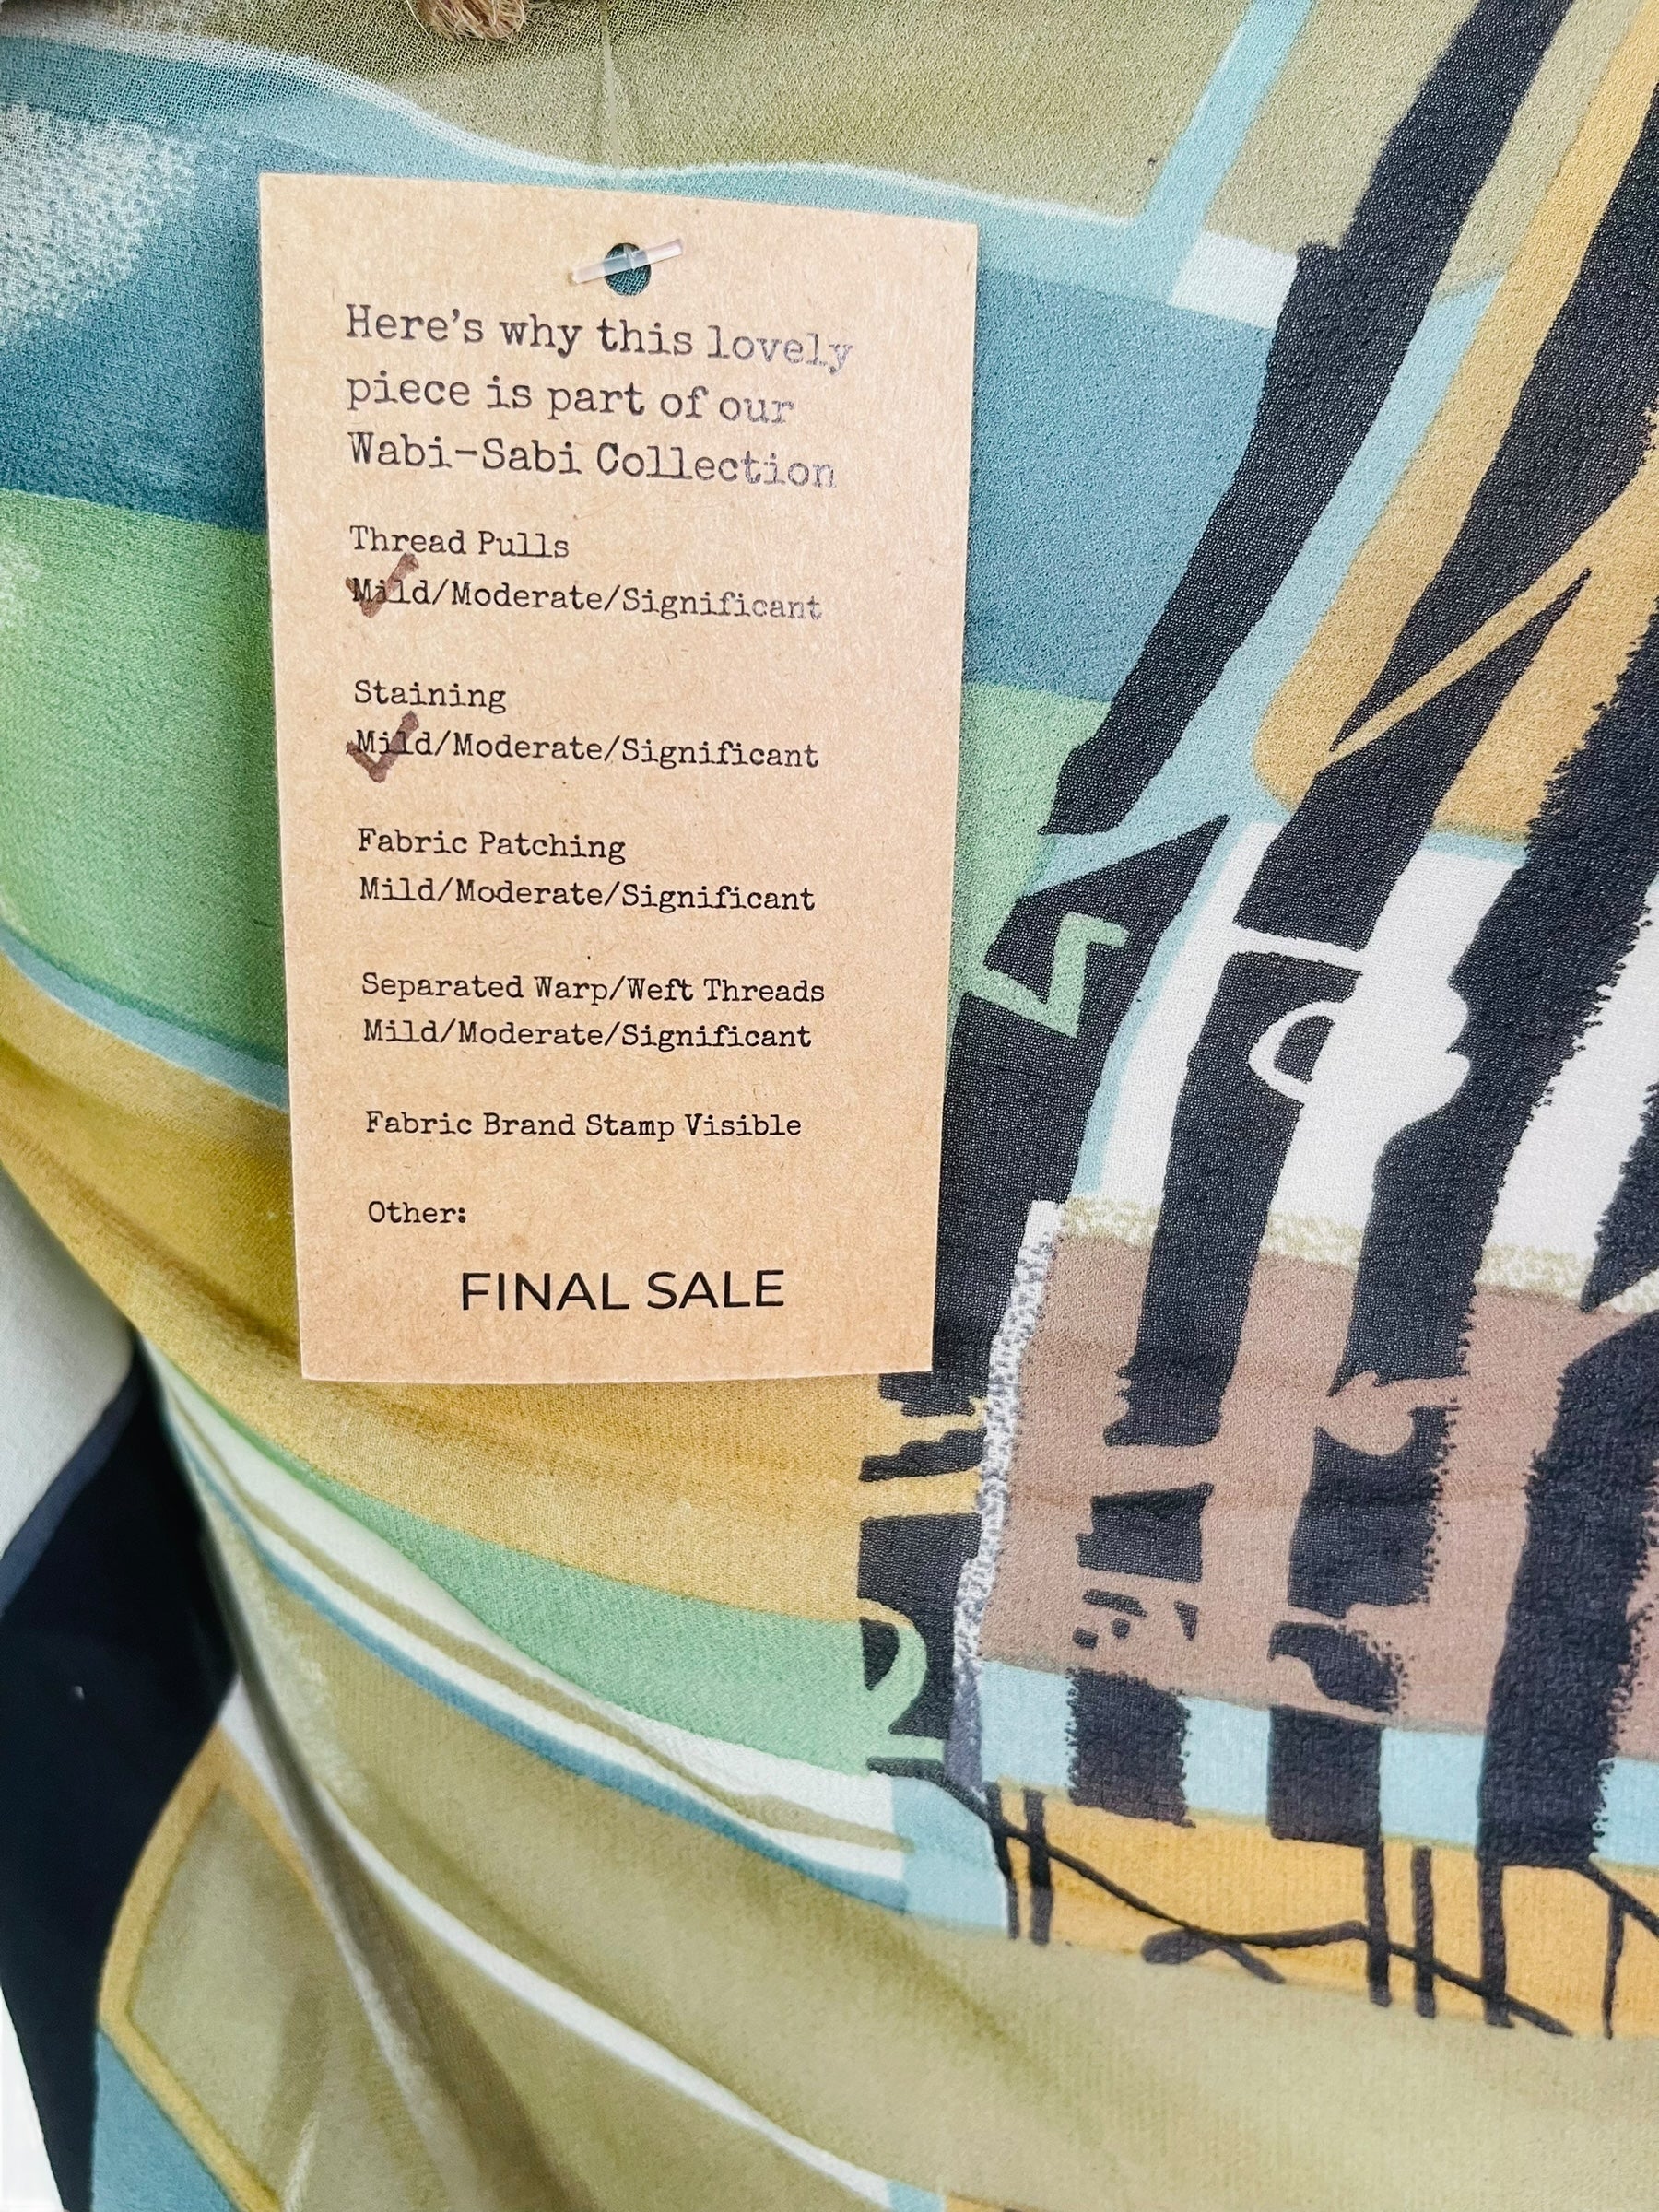 Here's why this lovely
piece is part of our
Wabi-Sabi Collection
Thread Pulls
Mild/Moderate/Significant
Staining
Mild/Moderate/Significant
Fabric Patching
Mild/Moderate/Significant
Separated Warp/Weft Threads
Mild/Moderate/Significant
Fabric Brand Stamp Visible
Other:
FINAL SALE